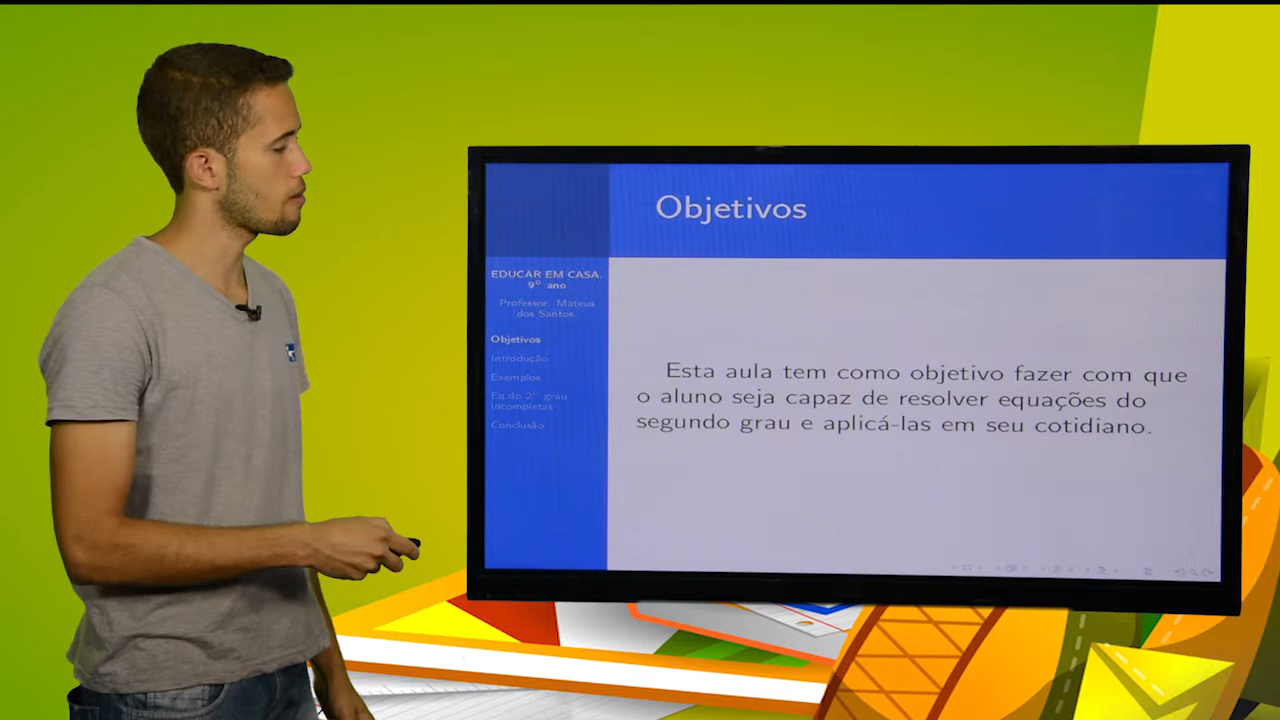 Objetivos
EDUCAR EM CASA.
9º ano
Professor: Mateus
dos Santos.
Objetivos
Introdução
Exemplos
Eq.do 2° grau
incompletas
Conclusão
Esta aula tem como objetivo fazer com que
o aluno seja capaz de resolver equações do
segundo grau e aplicá-las em seu cotidiano.